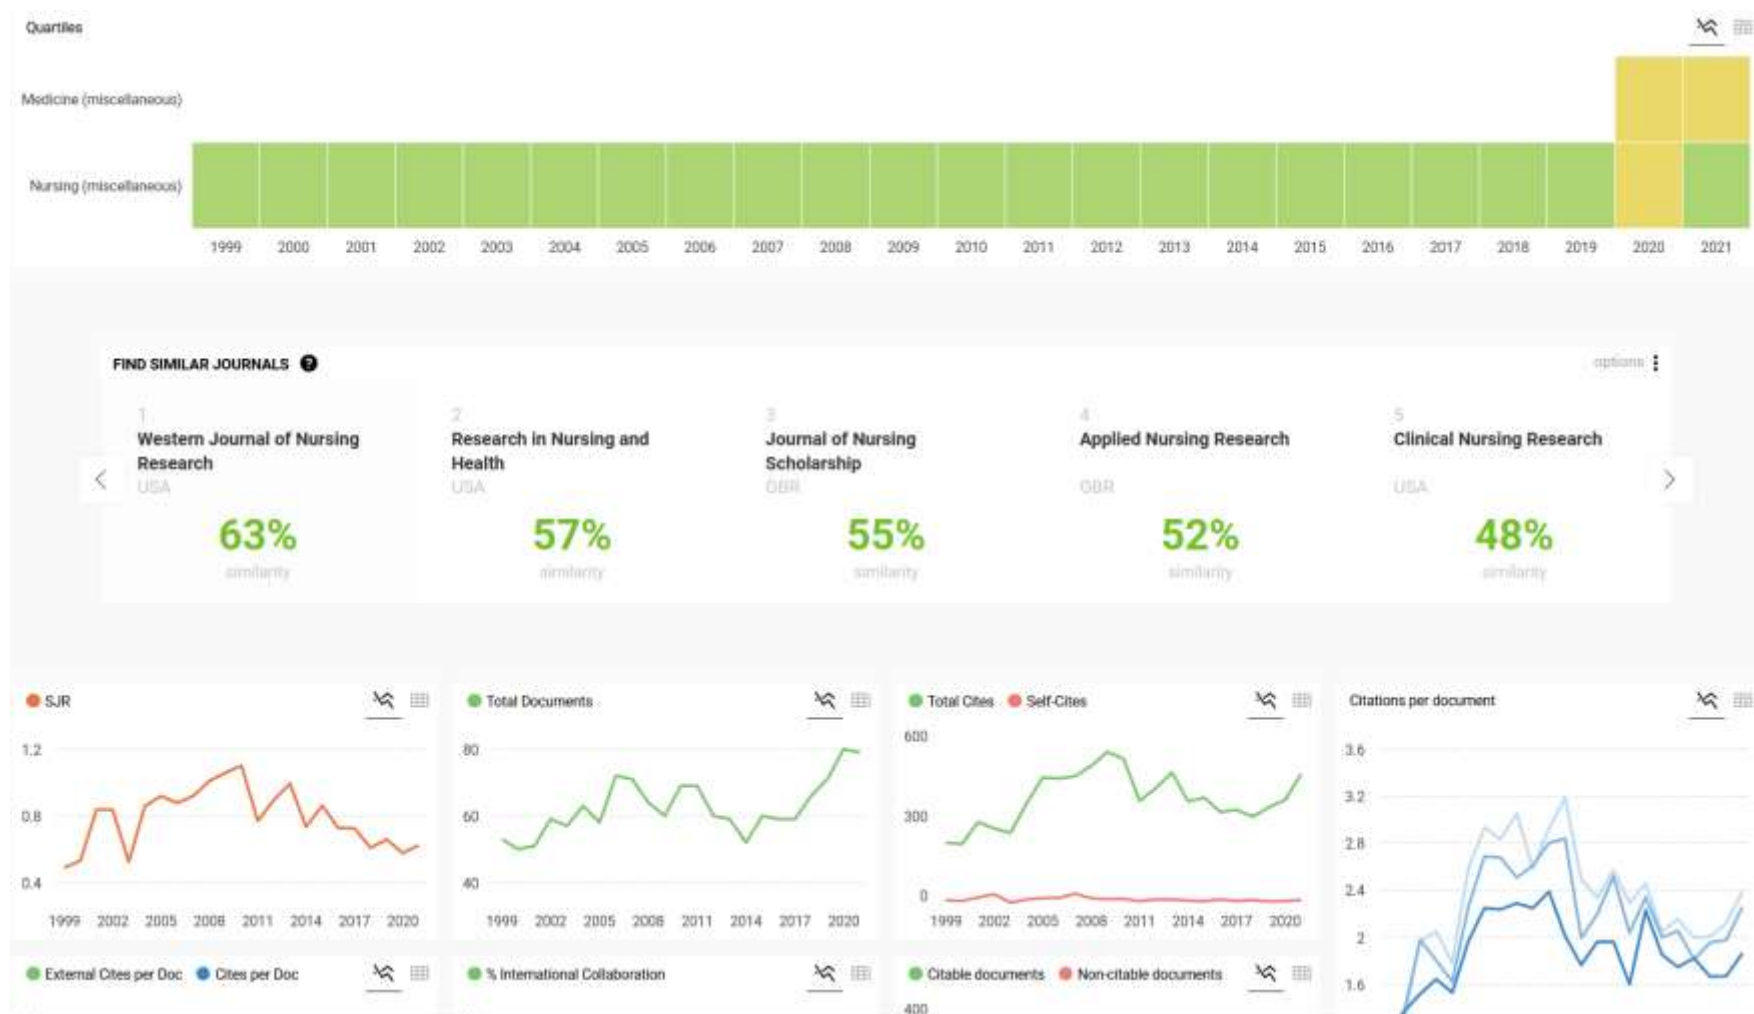 Quartiles
Medicine (miscellaneous)
Nursing (miscellaneous)
1999 2000 2001 2002 2003 2004 2005 2006 2007 2008 2009 2010 2011 2012 2013 2014 2015 2016 2017 2018 2019 2020 2021
FIND SIMILAR JOURNALS ?
options
1
Western Journal of Nursing
Research
USA
63%
similarity
2
Research in Nursing and
Health
USA
57%
similarity
3
Journal of Nursing
Scholarship
GBR
55%
similarity
4
Applied Nursing Research
GBR
52%
similarity
5
Clinical Nursing Research
USA
48%
similarity
SJR
1.2
0.8
0.4
1999 2002 2005 2008 2011 2014 2017 2020
Total Documents
80
60
40
1999 2002 2005 2008 2011 2014 2017 2020
Total Cites Self-Cites
600
300
0
1999 2002 2005 2008 2011 2014 2017 2020
Citations per document
3.6
3.2
2.8
2.4
2
1.6
External Cites per Doc Cites per Doc
% International Collaboration
Citable documents Non-citable documents
400